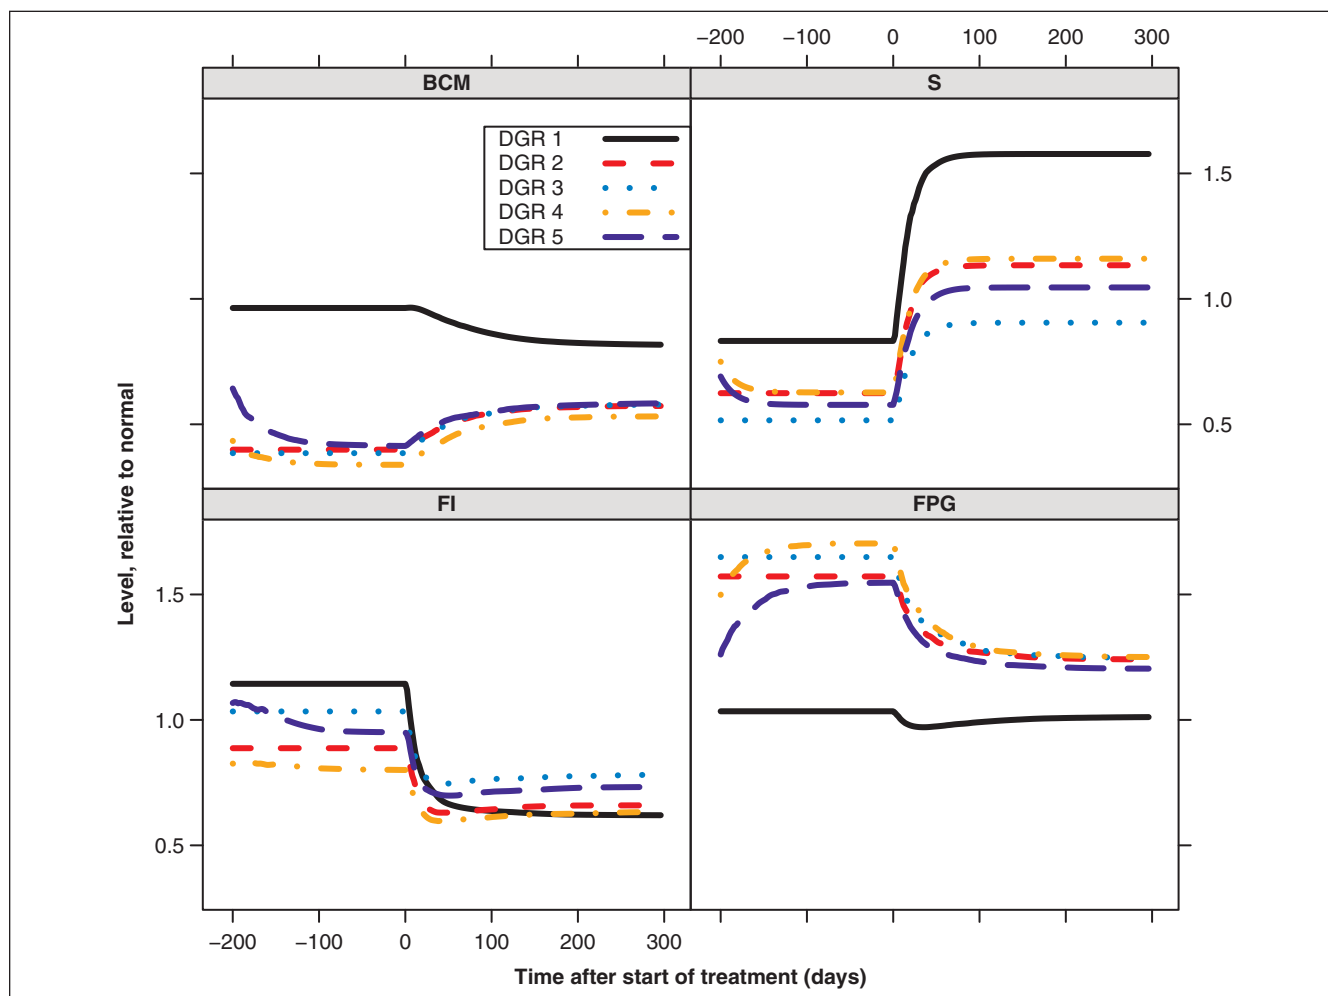 −200 −100 0 100 200 300
BCM
S
DGR 1
DGR 2
DGR 3
DGR 4
DGR 5
1.5
1.0
0.5
Level, relative to normal
FI
FPG
1.5
1.0
0.5
−200 −100 0 100 200 300
Time after start of treatment (days)